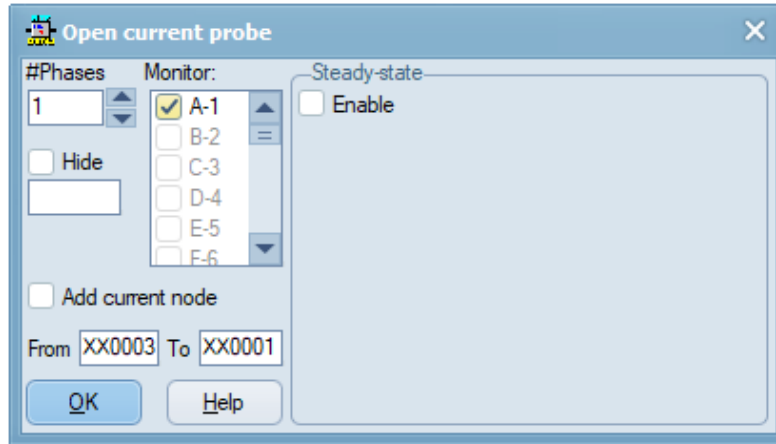 Open current probe
#Phases Monitor:
1
A-1
B-2
C-3
D-4
E-5
F-6
Hide
Add current node
From XX0003 To XX0001
OK Help
Steady-state
Enable